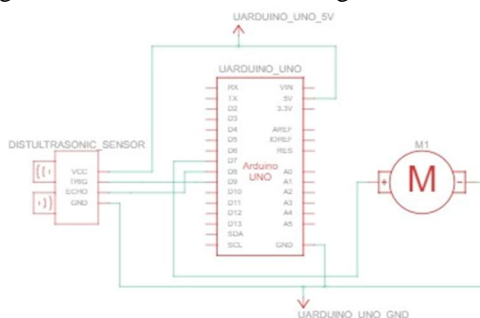 UARDUINO_UNO_5V
UARDUINO_UNO
RX
TX
D2
D3
D4
D5
D6
D7
D8
D9
D10
D11
D12
D13
SDA
SCL
VIN
5V
3.3V
AREF
IOREF
RES
A0
A1
A2
A3
A4
A5
GND
Arduino
UNO
DISTULTRASONIC_SENSOR
VCC
TRIG
ECHO
GND
M1
+
M
-
UARDUINO_UNO_GND